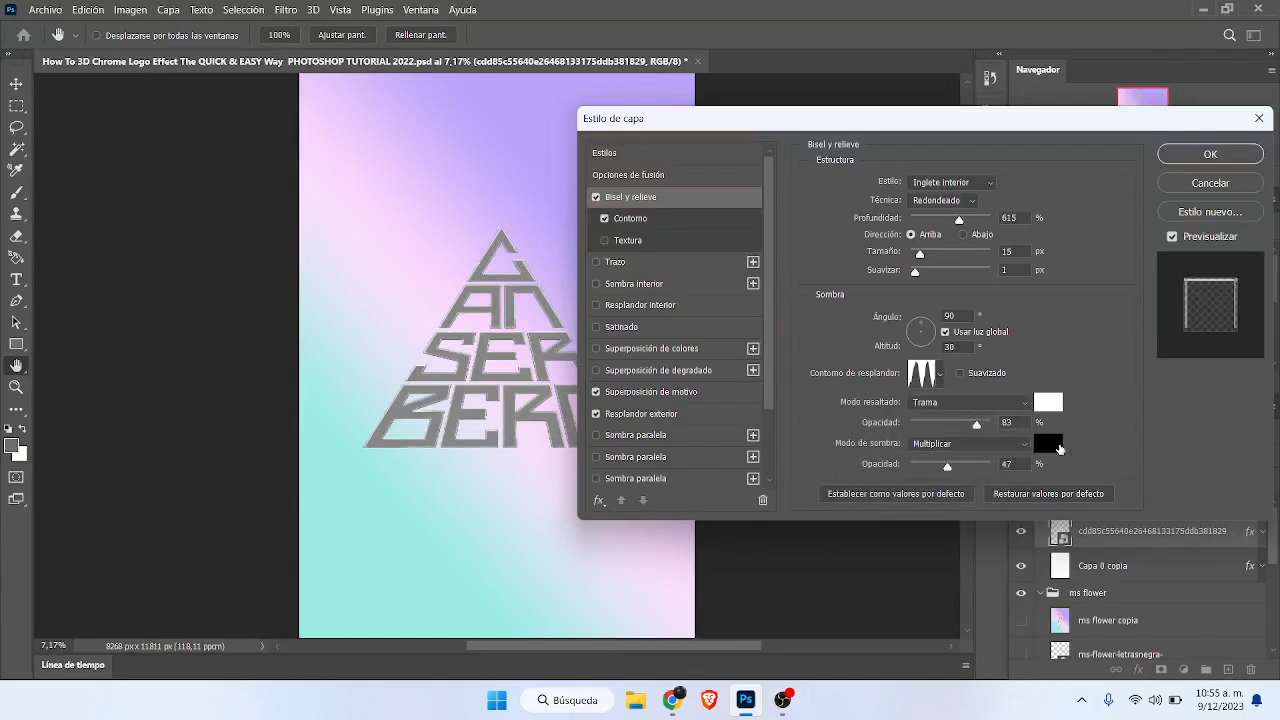 Archivo Edición Imagen Capa Texto Selección Filtro 3D Vista Plugins Ventana Ayuda
Desplazarse por todas las ventanas 100% Ajustar pant. Rellenar pant.
How To 3D Chrome Logo Effect The QUICK & EASY Way PHOTOSHOP TUTORIAL 2022.psd al 7,17% (cdd85c55640e26468133175ddb381829, RGB/8) *
Navegador
Estilo de capa
Estilos
Opciones de fusión
Bisel y relieve
Contorno
Textura
Trazo
Sombra interior
Resplandor interior
Satinado
Superposición de colores
Superposición de degradado
Superposición de motivo
Resplandor exterior
Sombra paralela
Sombra paralela
Sombra paralela
fx
Bisel y relieve
Estructura
Estilo: Inglete interior
Técnica: Redondeado
Profundidad: 615 %
Dirección: Arriba Abajo
Tamaño: 15 px
Suavizar: 1 px
Sombra
Ángulo: 90 °
Usar luz global
Altitud: 30 °
Contorno de resplandor: Suavizado
Modo resaltado: Trama
Opacidad: 83 %
Modo de sombra: Multiplicar
Opacidad: 47 %
Establecer como valores por defecto Restaurar valores por defecto
OK
Cancelar
Estilo nuevo...
Previsualizar
C
AN
SER
BERO
cdd85c55640e26468133175ddb381829 fx
Capa 0 copia fx
ms flower
ms flower copia
ms-flower-letrasnegra-
fx
7,17% 8268 px x 11811 px (118,11 ppcm)
Línea de tiempo
Búsqueda
Ps
10:55 a. m.
9/12/2023